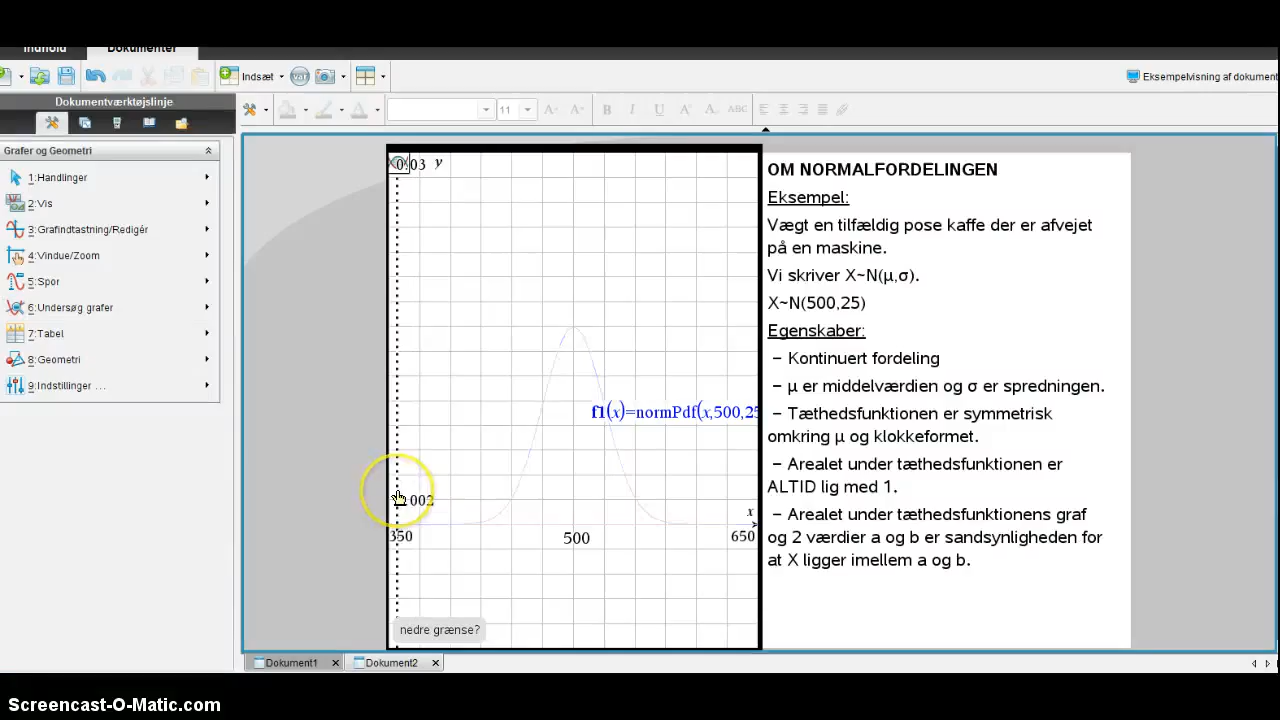 Indhold
Dokumenter
Indsæt
Eksempelvisning af dokument
Dokumentværktøjslinje
11
Grafer og Geometri
1:Handlinger
2:Vis
3:Grafindtastning/Redigér
4:Vindue/Zoom
5:Spor
6:Undersøg grafer
7:Tabel
8:Geometri
9:Indstillinger ...
0.03 y
f1(x)=normPdf(x,500,25
002
x
350
500
650
nedre grænse?
OM NORMALFORDELINGEN
Eksempel:
Vægt en tilfældig pose kaffe der er afvejet
på en maskine.
Vi skriver X~N(μ,σ).
X~N(500,25)
Egenskaber:
– Kontinuert fordeling
– μ er middelværdien og σ er spredningen.
– Tæthedsfunktionen er symmetrisk
omkring μ og klokkeformet.
– Arealet under tæthedsfunktionen er
ALTID lig med 1.
– Arealet under tæthedsfunktionens graf
og 2 værdier a og b er sandsynligheden for
at X ligger imellem a og b.
Dokument1
Dokument2
Screencast-O-Matic.com